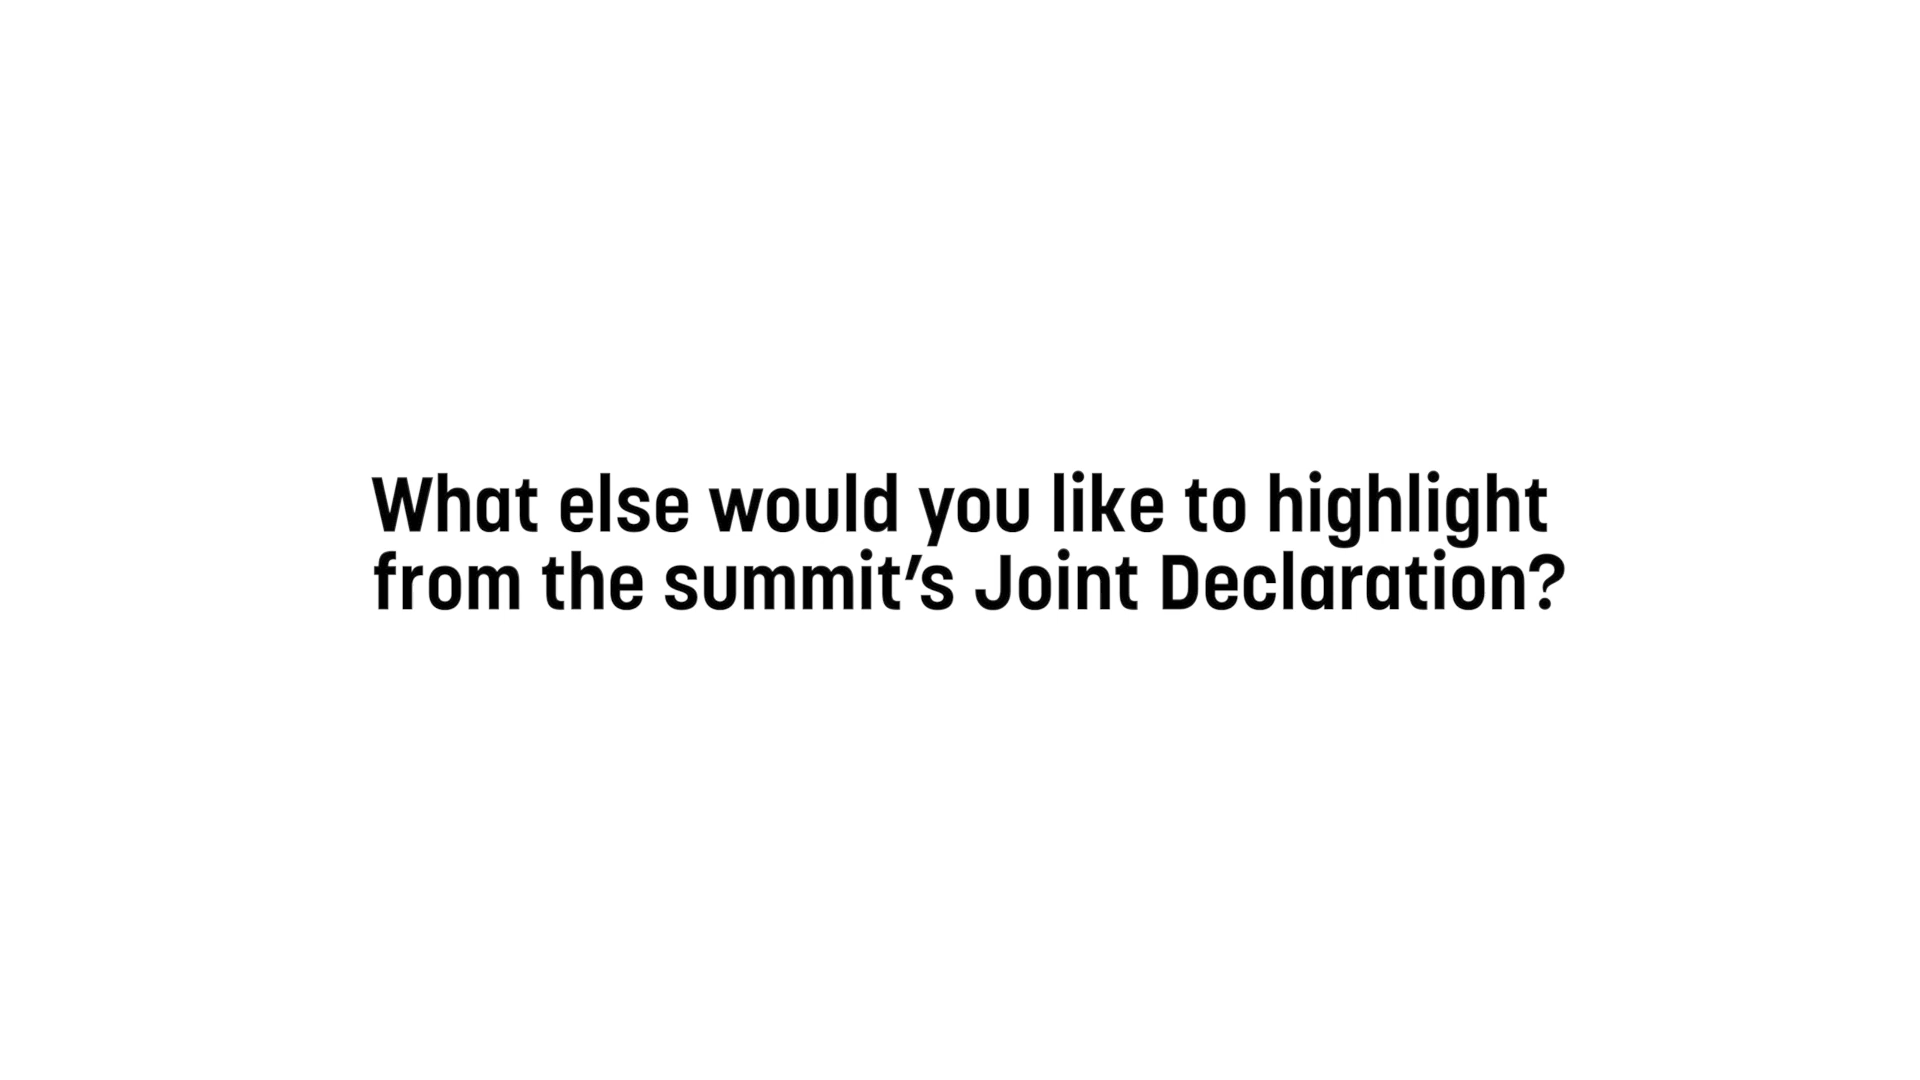 What else would you like to highlight
from the summit’s Joint Declaration?